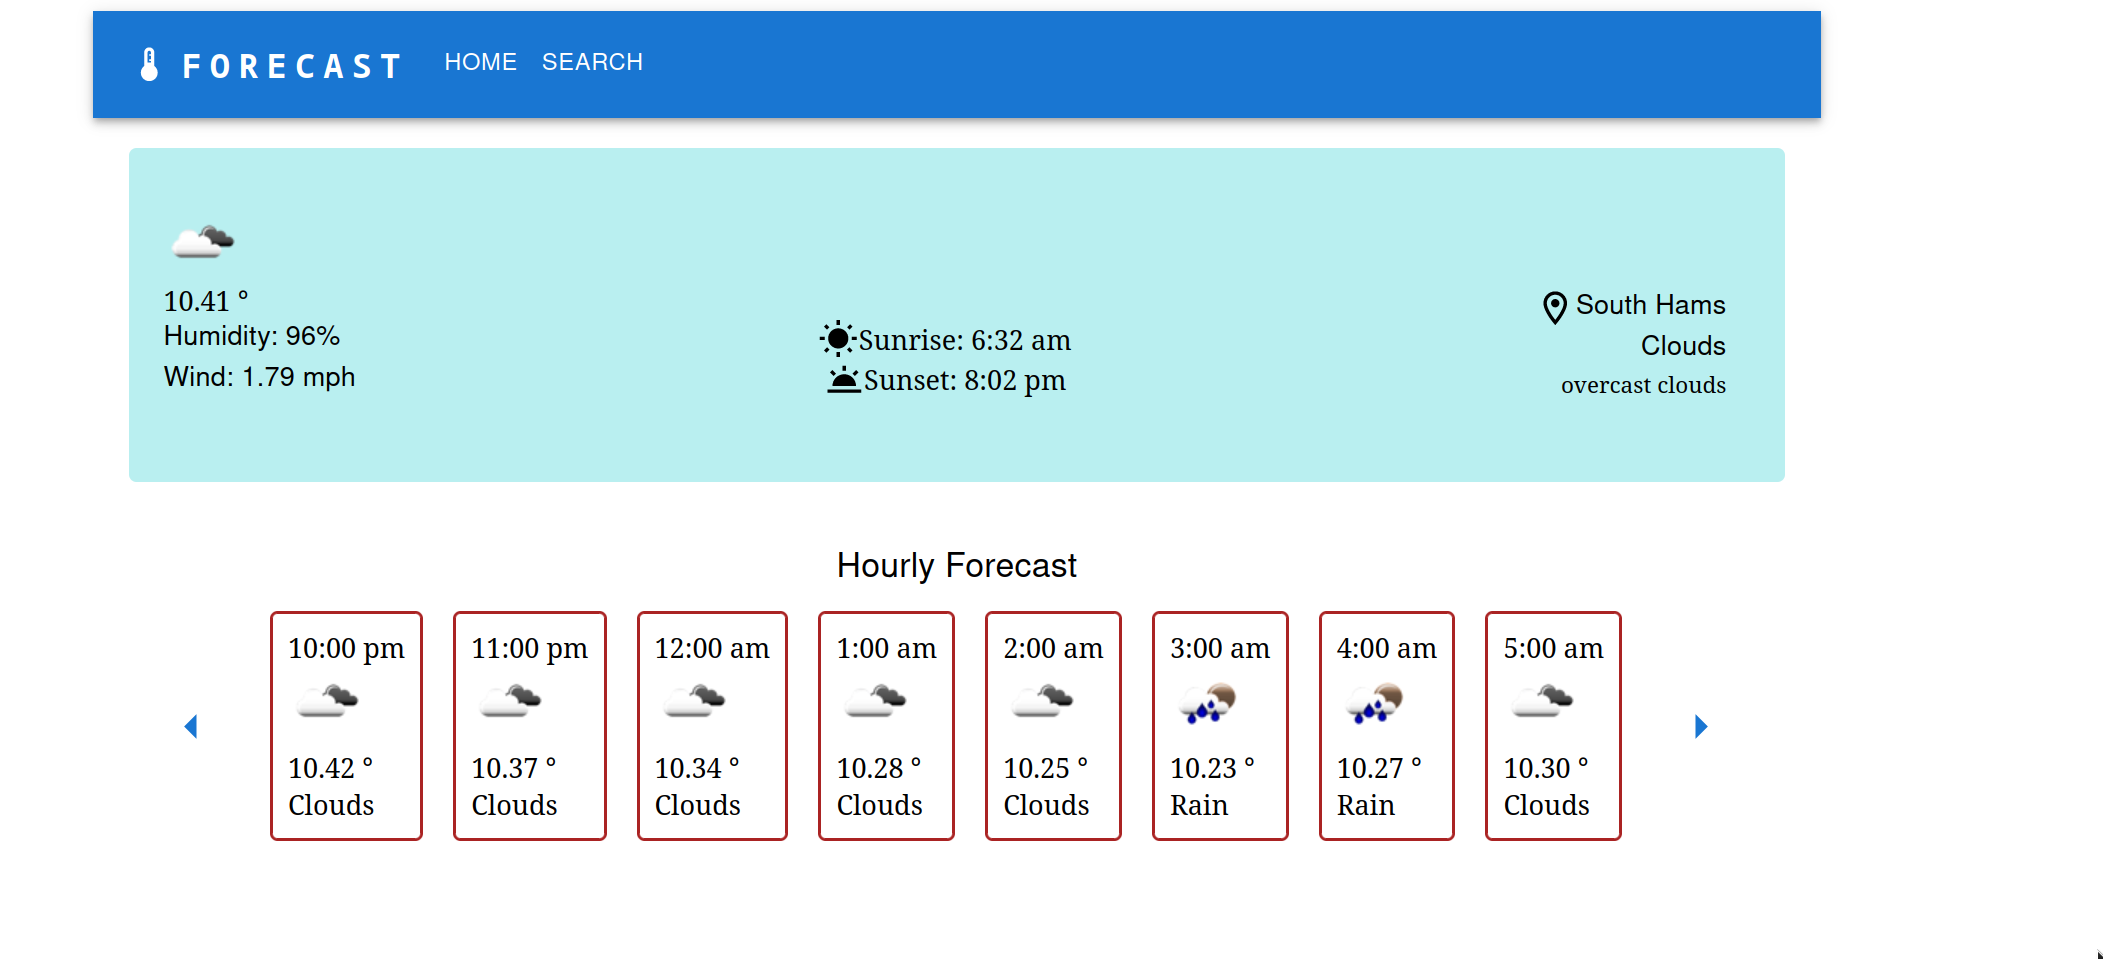 FORECAST HOME SEARCH
10.41 °
Humidity: 96%
Wind: 1.79 mph
Sunrise: 6:32 am
Sunset: 8:02 pm
South Hams
Clouds
overcast clouds
Hourly Forecast
10:00 pm
10.42 °
Clouds
11:00 pm
10.37 °
Clouds
12:00 am
10.34 °
Clouds
1:00 am
10.28 °
Clouds
2:00 am
10.25 °
Clouds
3:00 am
10.23 °
Rain
4:00 am
10.27 °
Rain
5:00 am
10.30 °
Clouds